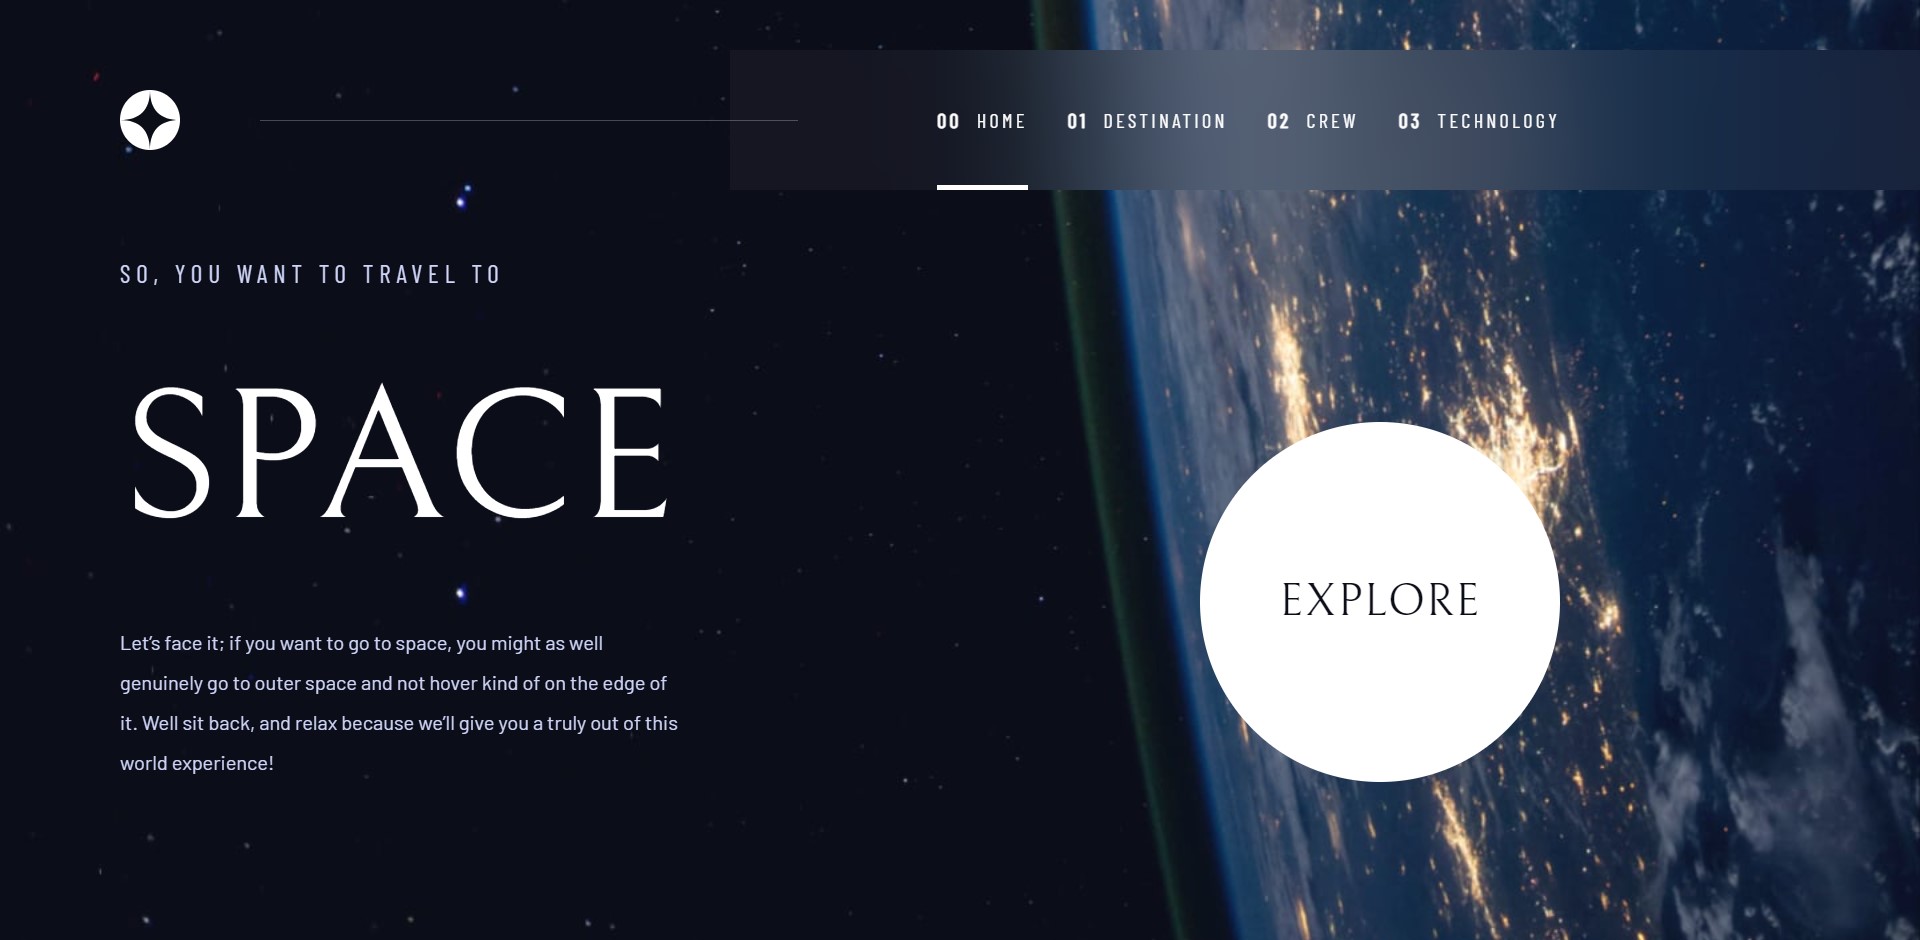 00 HOME 01 DESTINATION 02 CREW 03 TECHNOLOGY
SO, YOU WANT TO TRAVEL TO
SPACE
Let’s face it; if you want to go to space, you might as well
genuinely go to outer space and not hover kind of on the edge of
it. Well sit back, and relax because we’ll give you a truly out of this
world experience!
EXPLORE